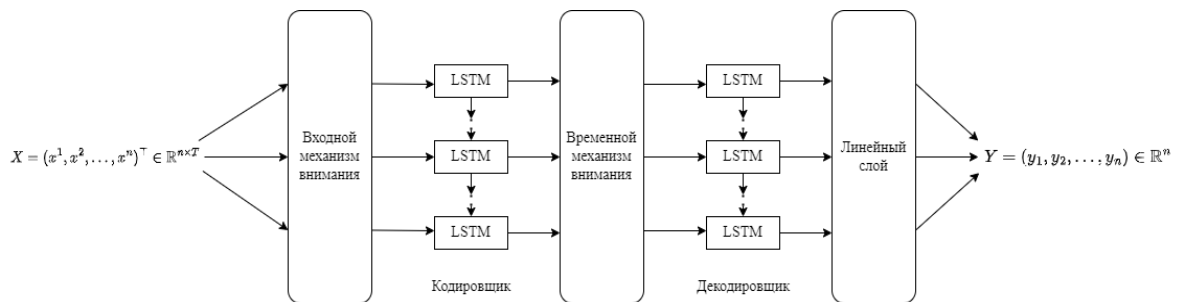 X = (x¹, x², …, xⁿ)ᵀ ∈ ℝⁿˣᵀ
Входной
механизм
внимания
LSTM
LSTM
LSTM
Кодировщик
Временной
механизм
внимания
LSTM
LSTM
LSTM
Декодировщик
Линейный
слой
Y = (y₁, y₂, …, yₙ) ∈ ℝⁿ